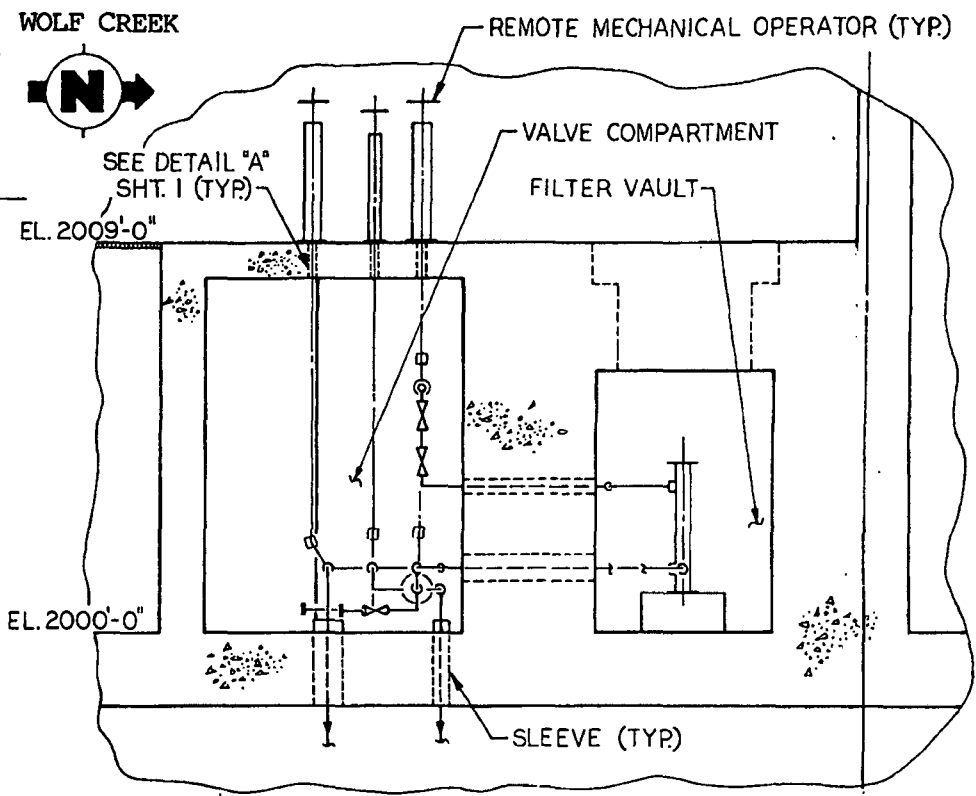 WOLF CREEK
REMOTE MECHANICAL OPERATOR (TYP.)
N
VALVE COMPARTMENT
SEE DETAIL "A"
SHT. 1 (TYP.)
FILTER VAULT
EL. 2009'-0"
EL. 2000'-0"
SLEEVE (TYP.)